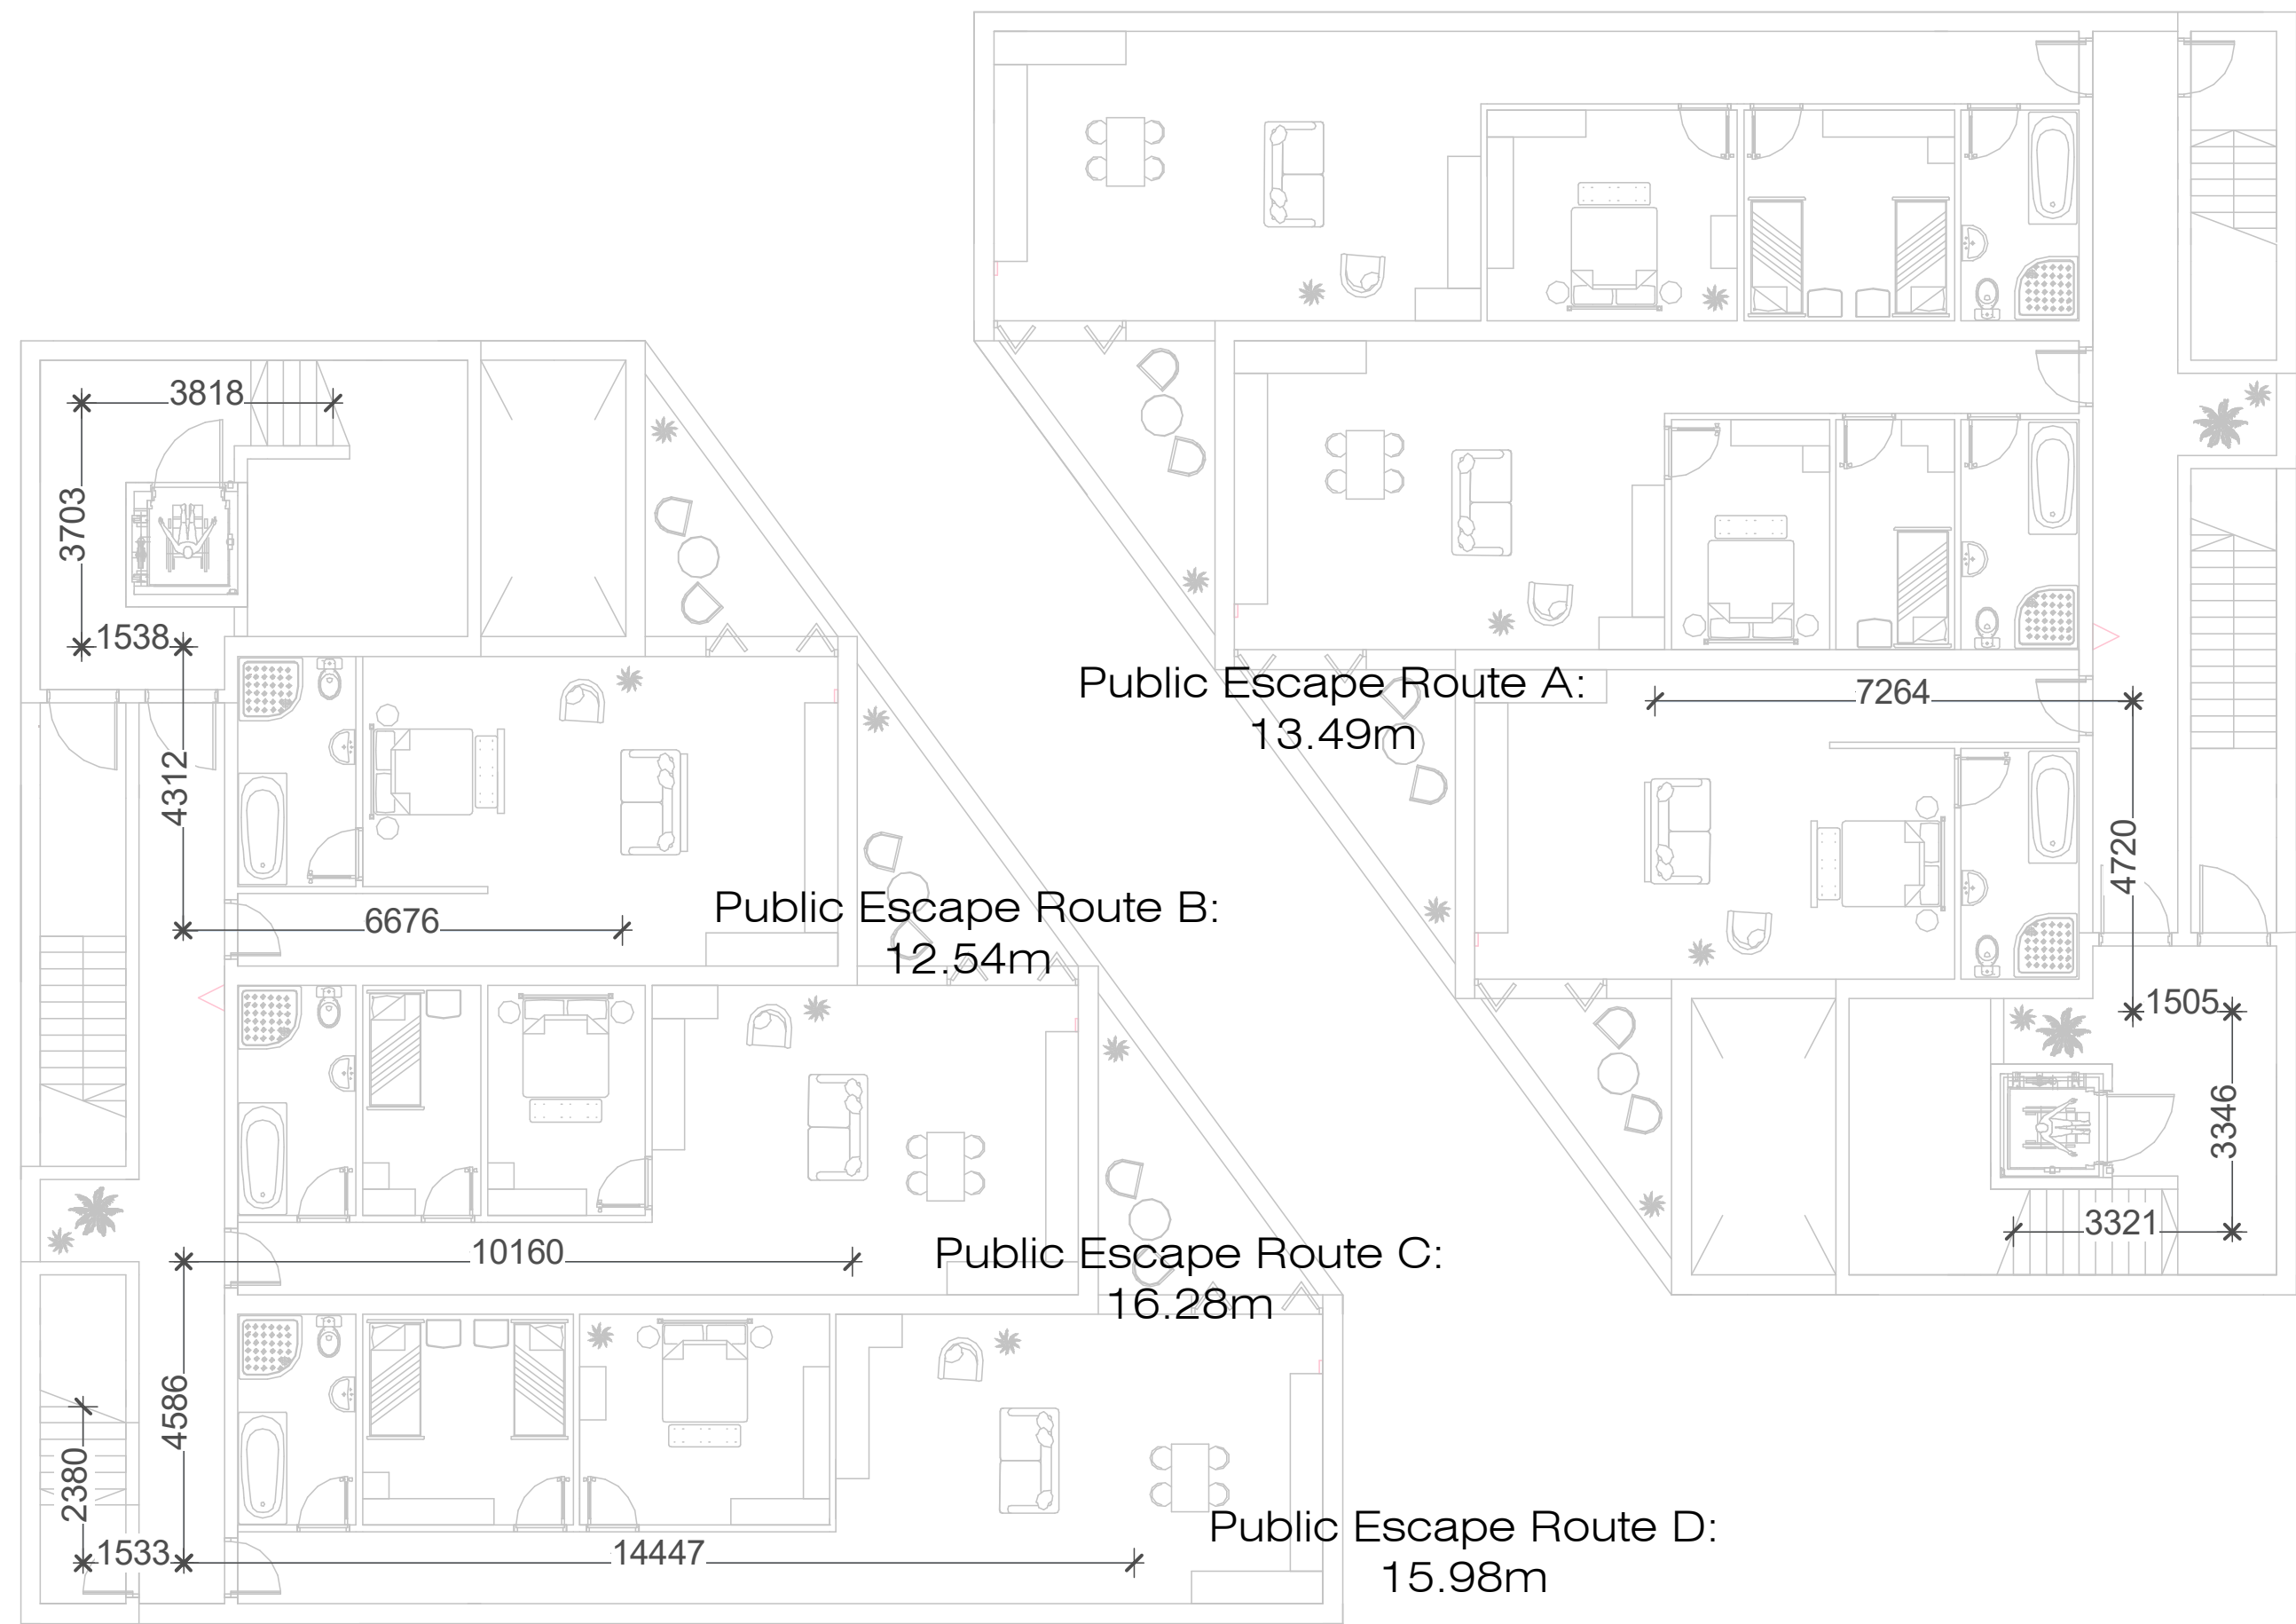 3818
3703
1538
4312
Public Escape Route A:
13.49m
7264
4720
6676
Public Escape Route B:
12.54m
1505
3346
3321
10160
Public Escape Route C:
16.28m
4586
2380
1533
14447
Public Escape Route D:
15.98m